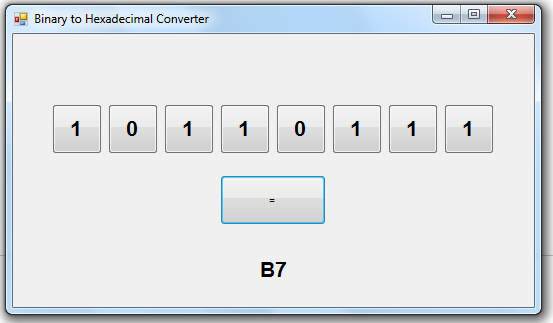 Binary to Hexadecimal Converter
1 0 1 1 0 1 1 1
=
B7